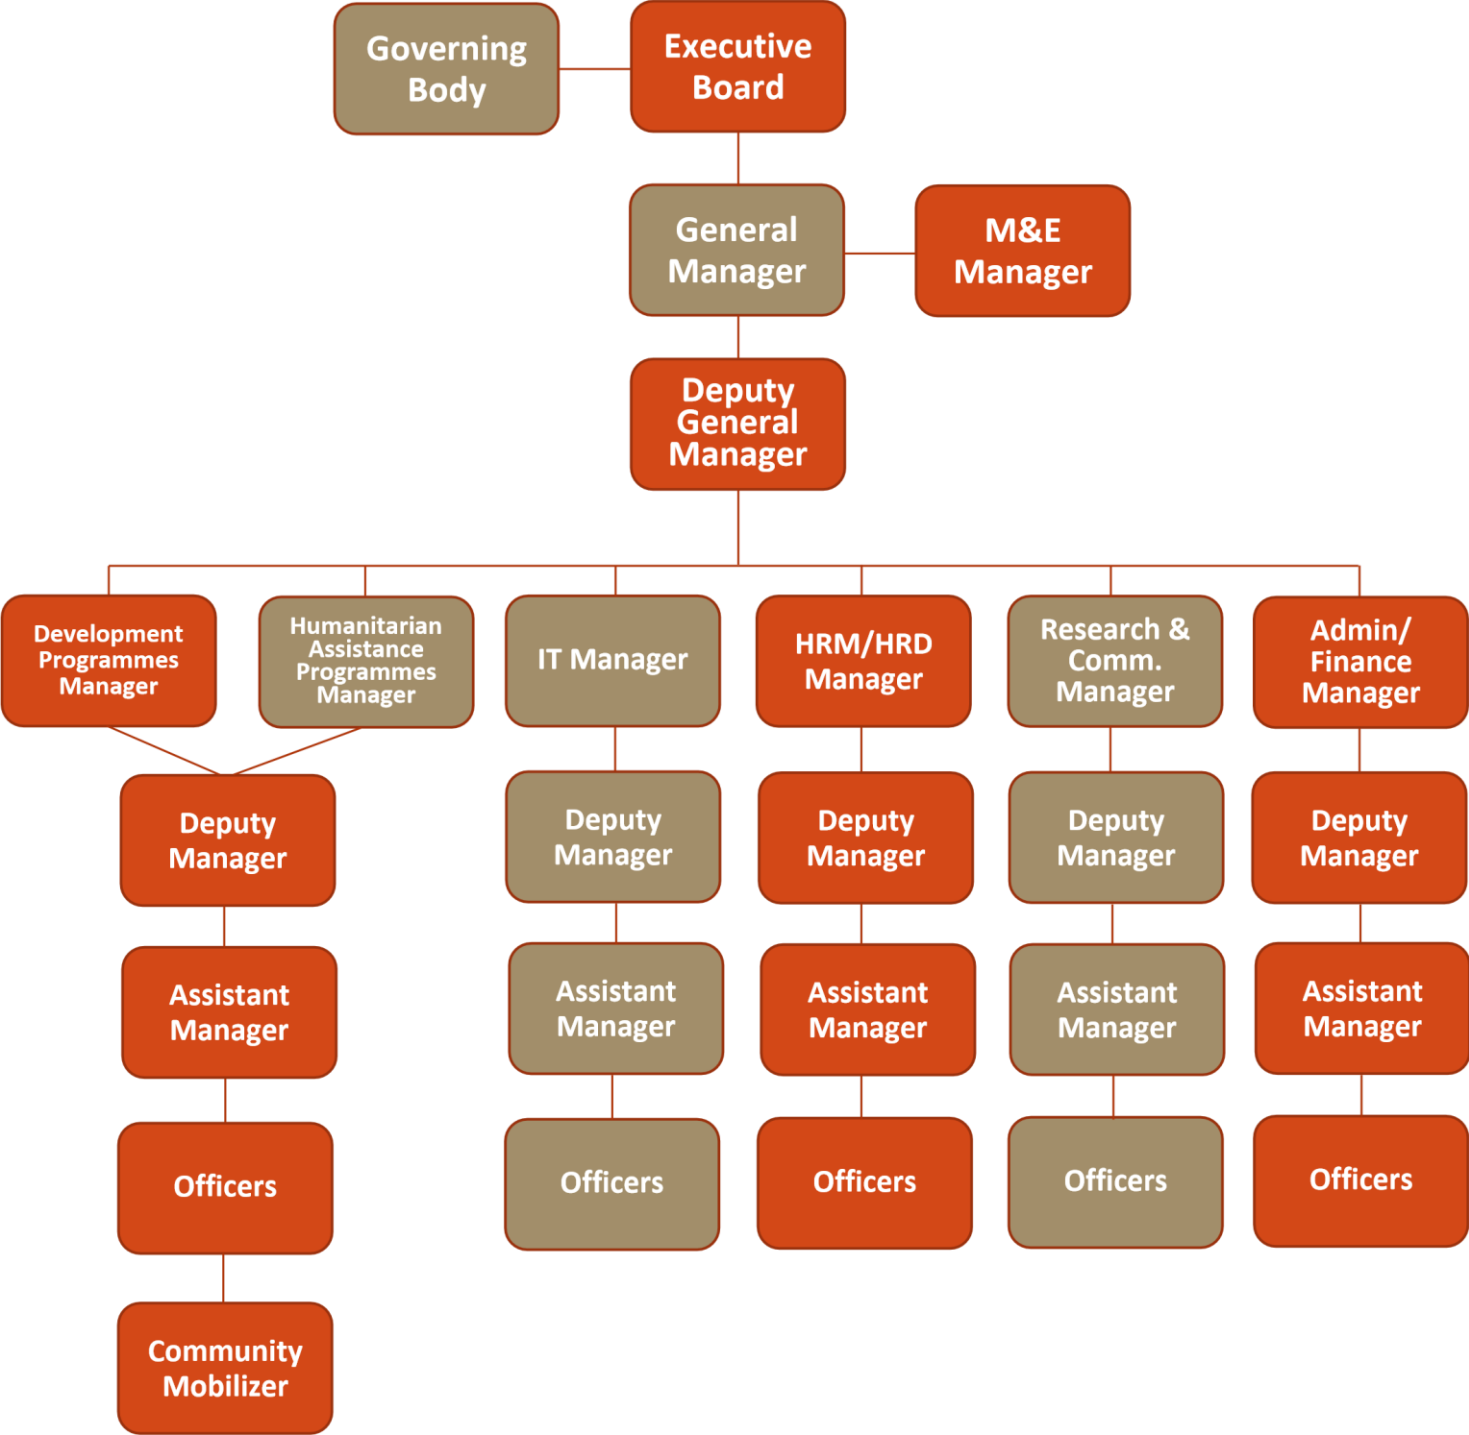 Governing
Body
Executive
Board
General
Manager
M&E
Manager
Deputy
General
Manager
Development
Programmes
Manager
Humanitarian
Assistance
Programmes
Manager
IT Manager
HRM/HRD
Manager
Research &
Comm.
Manager
Admin/
Finance
Manager
Deputy
Manager
Deputy
Manager
Deputy
Manager
Deputy
Manager
Deputy
Manager
Assistant
Manager
Assistant
Manager
Assistant
Manager
Assistant
Manager
Assistant
Manager
Officers
Officers
Officers
Officers
Officers
Community
Mobilizer